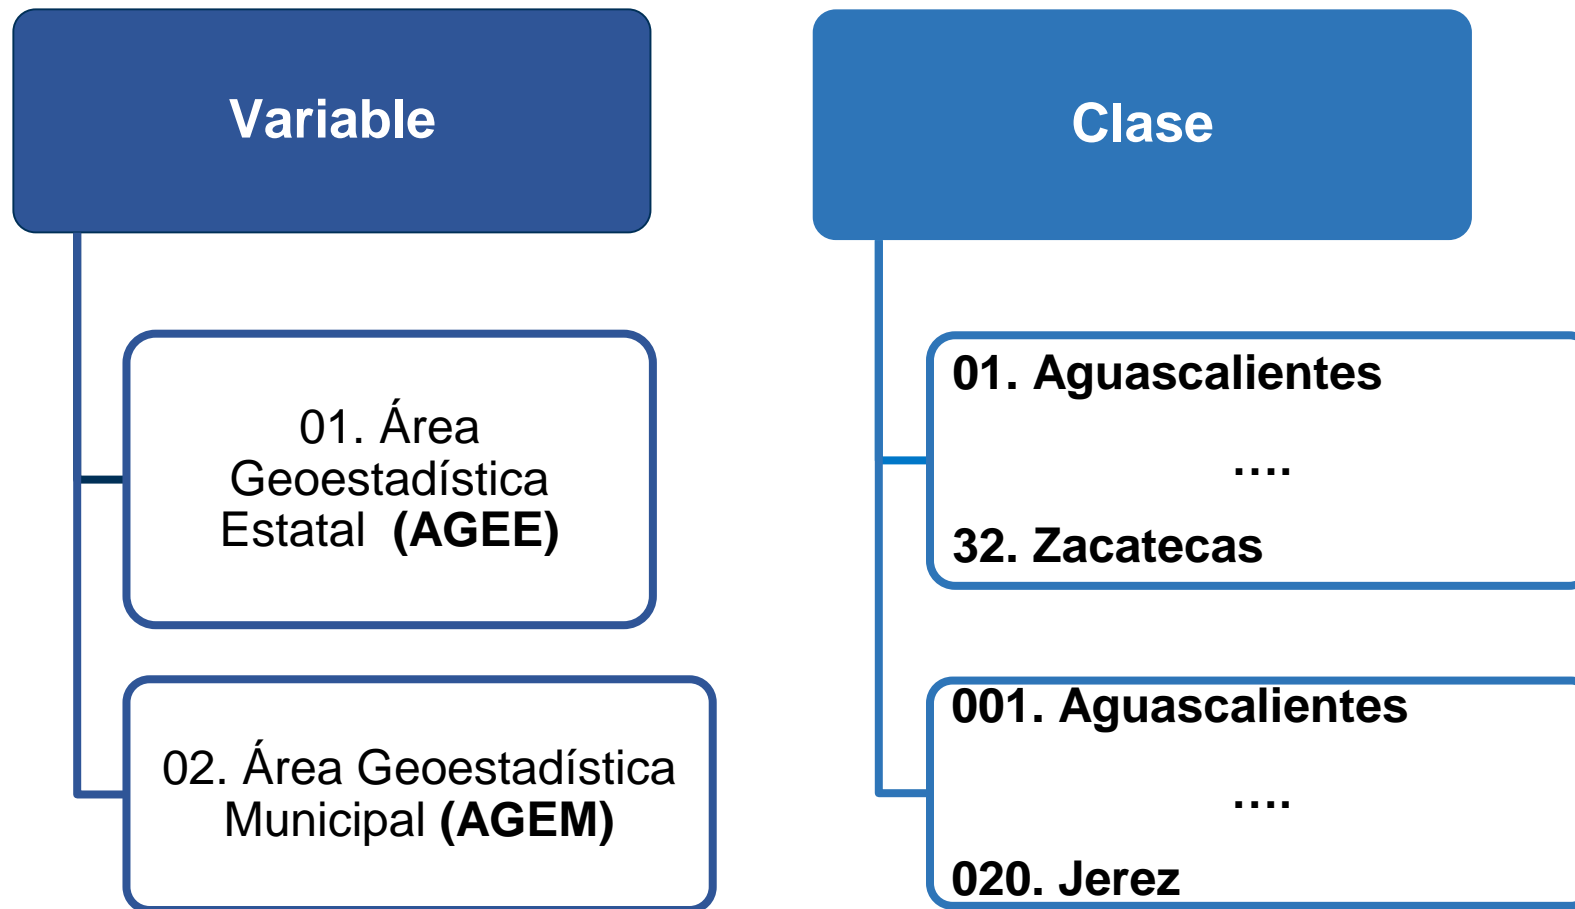 Variable
01. Área
Geoestadística
Estatal (AGEE)
02. Área Geoestadística
Municipal (AGEM)
Clase
01. Aguascalientes
....
32. Zacatecas
001. Aguascalientes
....
020. Jerez